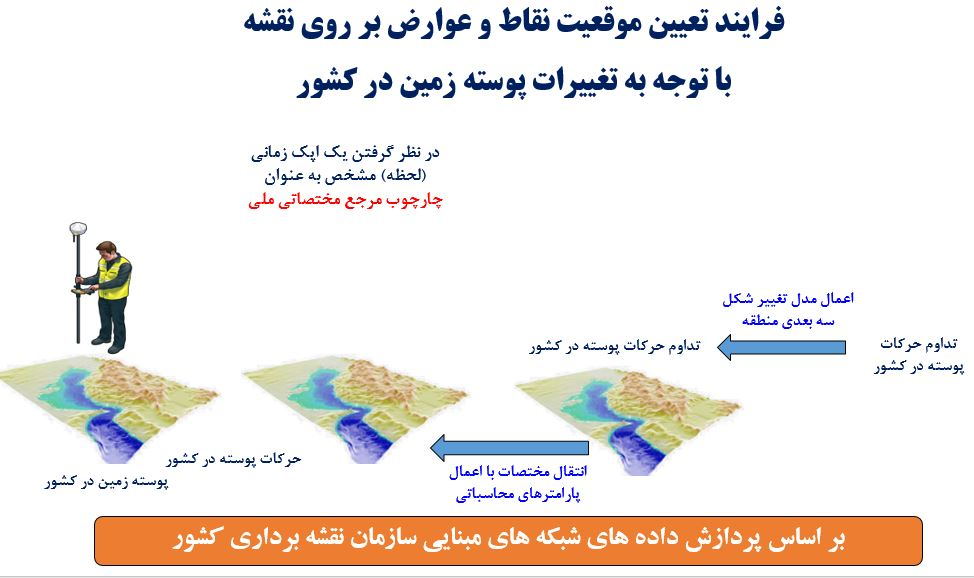 فرایند تعیین موقعیت نقاط و عوارض بر روی نقشه
با توجه به تغییرات پوسته زمین در کشور
در نظر گرفتن یک اپک زمانی
(لحظه) مشخص به عنوان
چارچوب مرجع مختصاتی ملی
اعمال مدل تغییر شکل
سه بعدی منطقه
تداوم حرکات
پوسته در کشور
تداوم حرکات پوسته در کشور
انتقال مختصات با اعمال
پارامترهای محاسباتی
حرکات پوسته در کشور
پوسته زمین در کشور
بر اساس پردازش داده های شبکه های مبنایی سازمان نقشه برداری کشور